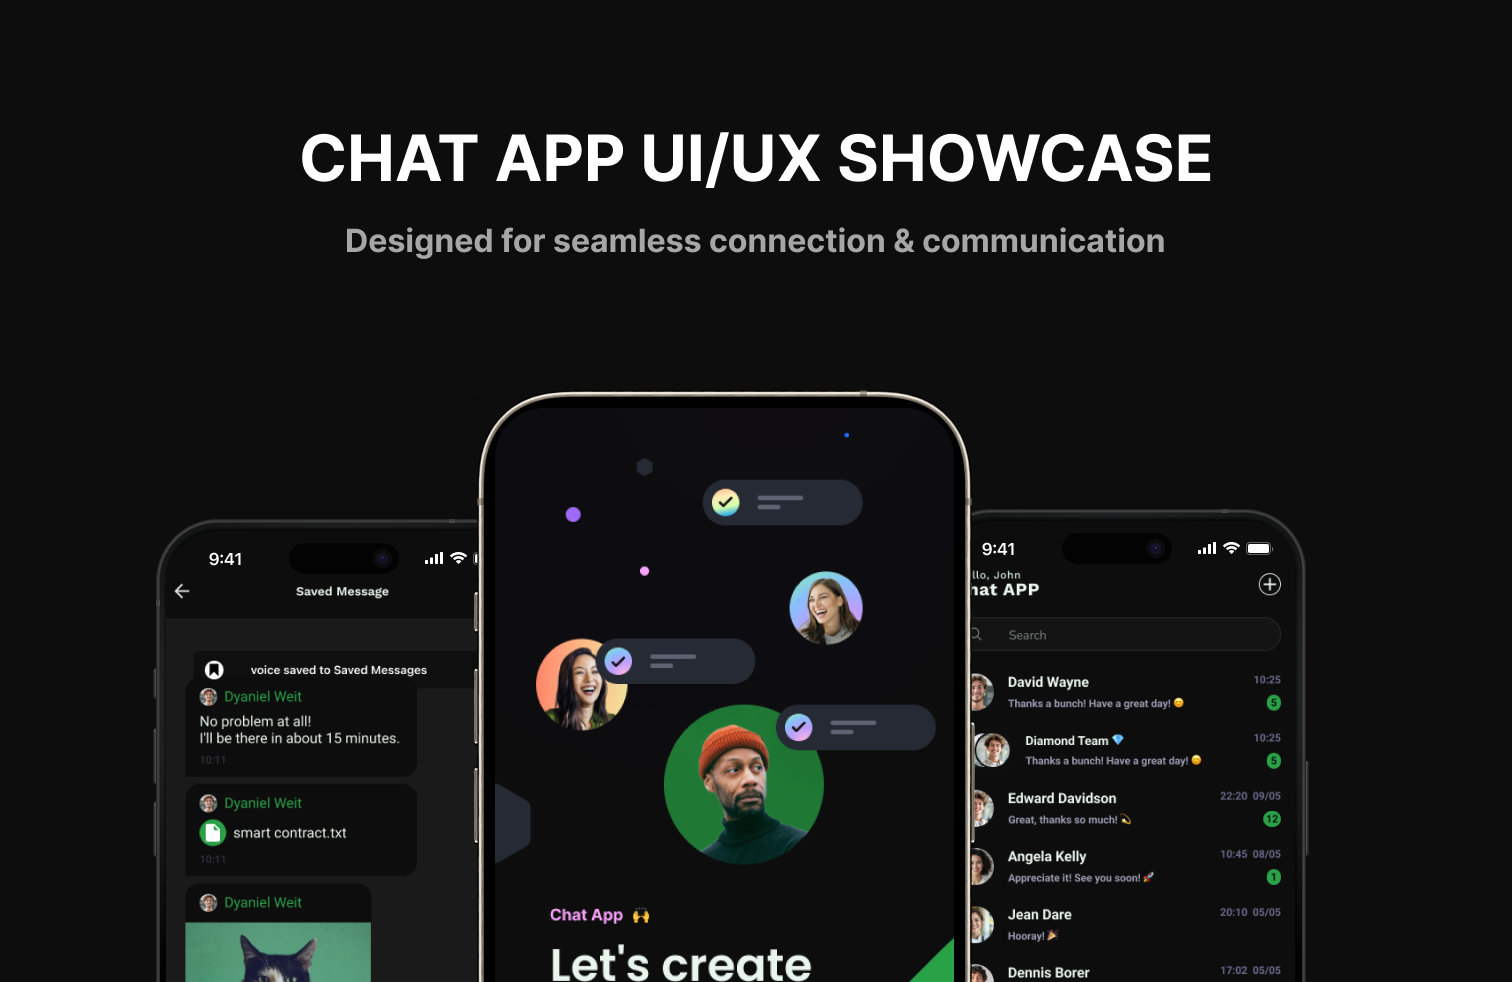 CHAT APP UI/UX SHOWCASE
Designed for seamless connection & communication
9:41
Saved Message
voice saved to Saved Messages
Dyaniel Weit
No problem at all!
I'll be there in about 15 minutes.
10:11
Dyaniel Weit
smart contract.txt
10:11
Dyaniel Weit
Chat App 🙌
Let's create
9:41
llo, John
hat APP
Search
David Wayne 10:25
Thanks a bunch! Have a great day! 😊 5
Diamond Team 💎 10:25
Thanks a bunch! Have a great day! 😊 5
Edward Davidson 22:20 09/05
Great, thanks so much! 💫 12
Angela Kelly 10:45 08/05
Appreciate it! See you soon! 🚀 1
Jean Dare 20:10 05/05
Hooray! 🎉
Dennis Borer 17:02 05/05